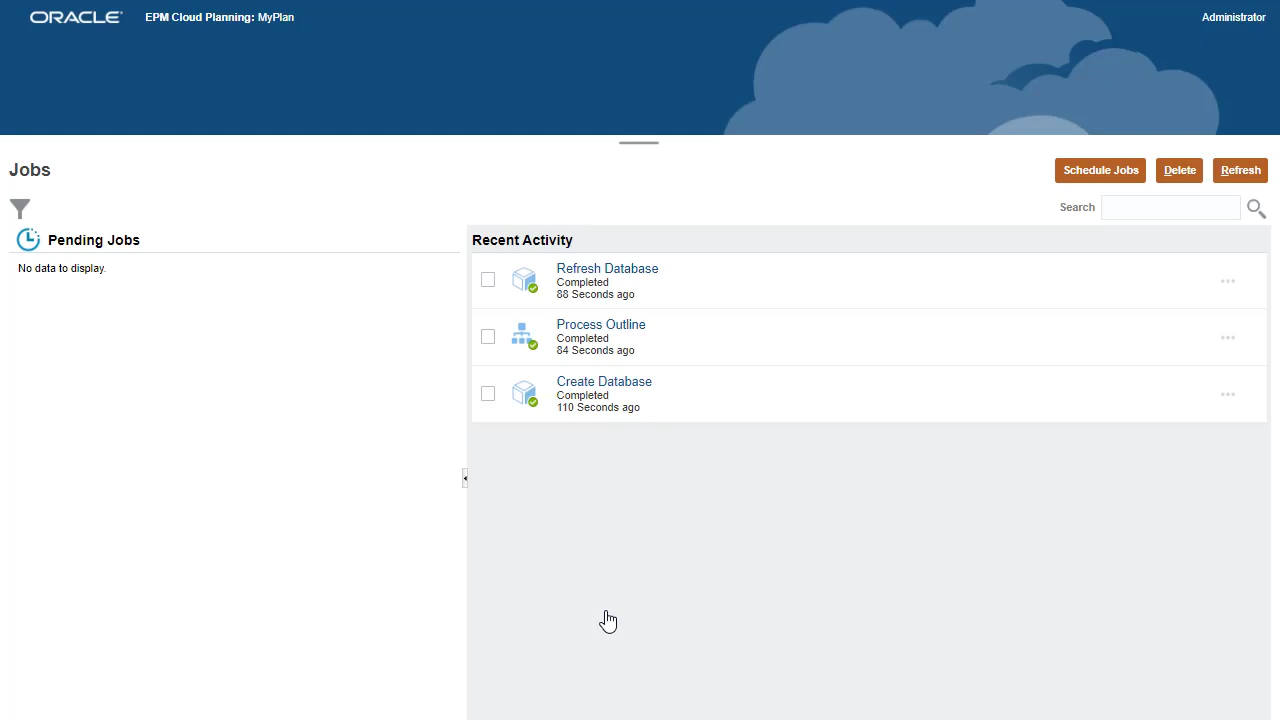 ORACLE EPM Cloud Planning: MyPlan Administrator
Jobs Schedule Jobs Delete Refresh
Search
Pending Jobs
No data to display.
Recent Activity
Refresh Database
Completed
88 Seconds ago
Process Outline
Completed
84 Seconds ago
Create Database
Completed
110 Seconds ago